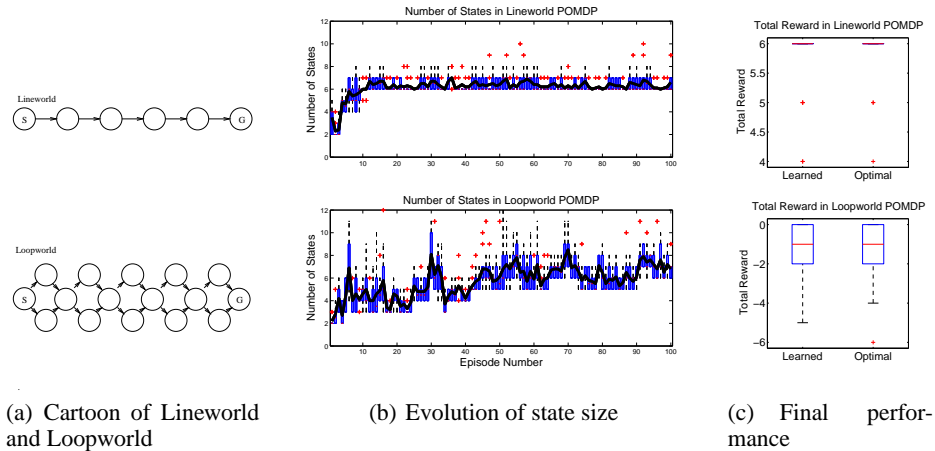 Lineworld
S
G
Loopworld
S
G
(a) Cartoon of Lineworld
and Loopworld
Number of States in Lineworld POMDP
Number of States
12
10
8
6
4
2
0
10 20 30 40 50 60 70 80 90 100
Number of States in Loopworld POMDP
Number of States
12
10
8
6
4
2
0
10 20 30 40 50 60 70 80 90 100
Episode Number
(b) Evolution of state size
Total Reward in Lineworld POMDP
Total Reward
6
5.5
5
4.5
4
Learned Optimal
Total Reward in Loopworld POMDP
Total Reward
0
−2
−4
−6
Learned Optimal
(c) Final perfor-
mance